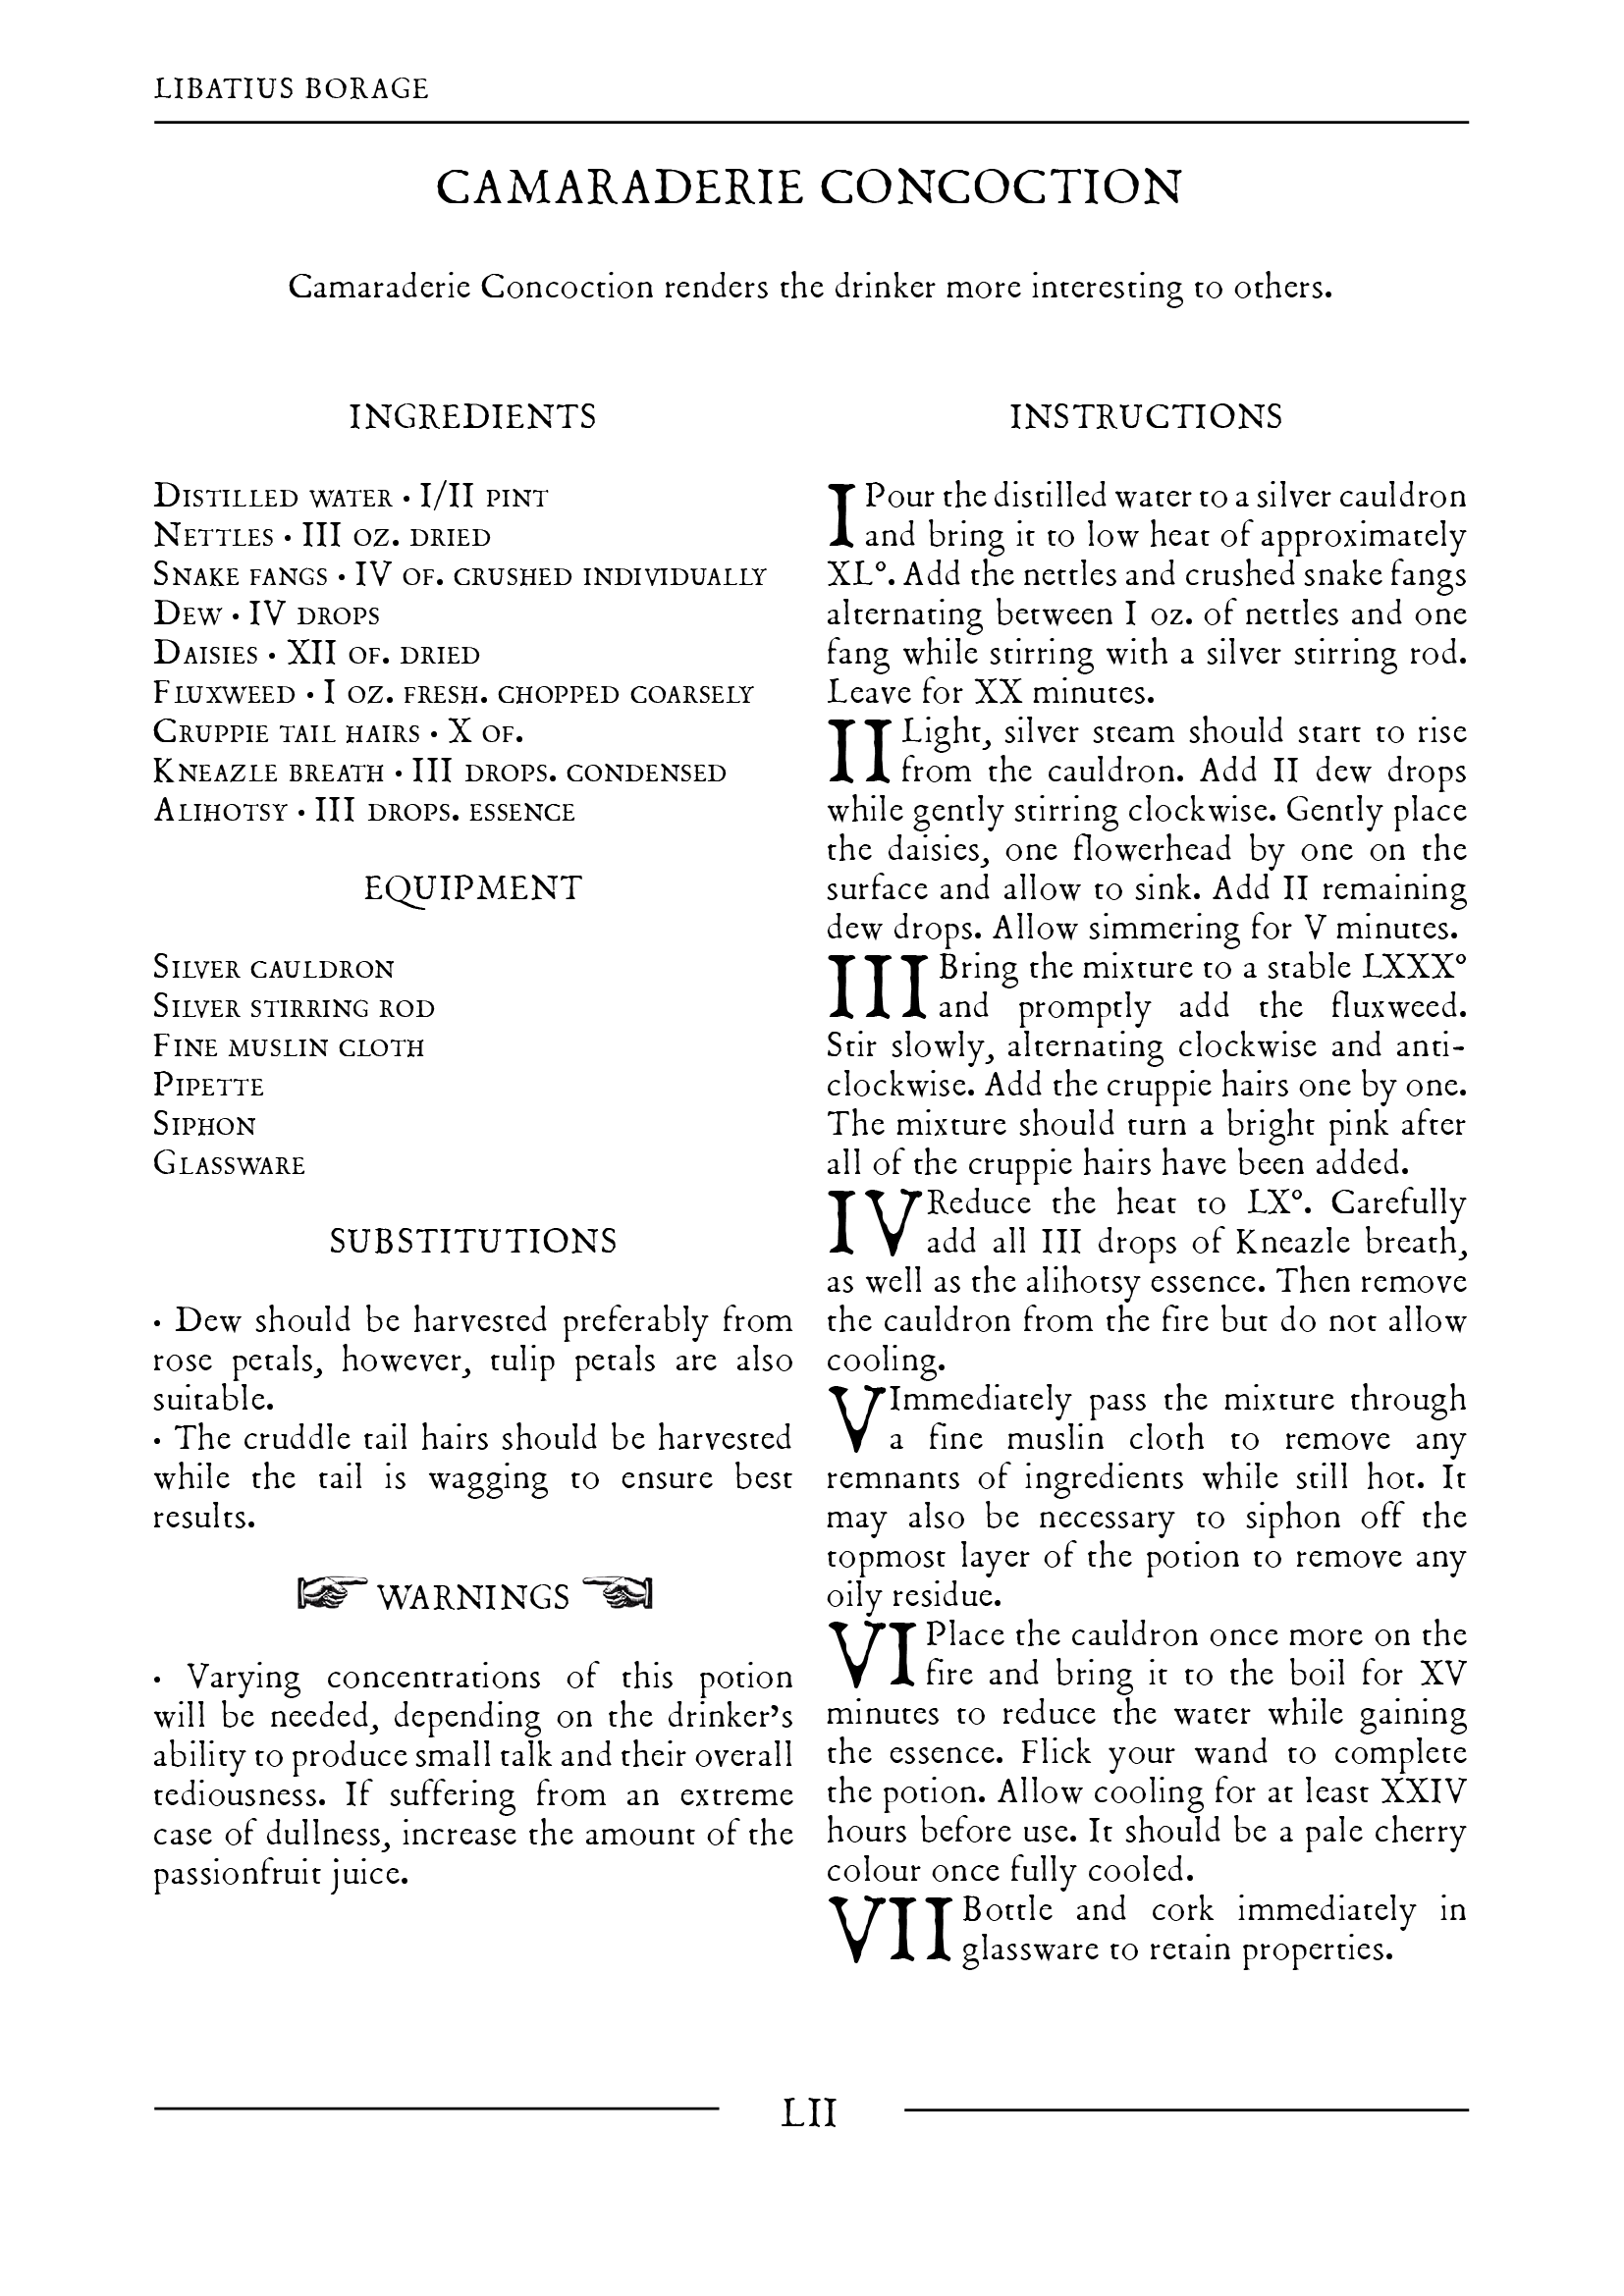 LIBATIUS BORAGE
CAMARADERIE CONCOCTION
Camaraderie Concoction renders the drinker more interesting to others.
INGREDIENTS
DISTILLED WATER • I/II PINT
NETTLES • III OZ. DRIED
SNAKE FANGS • IV OF. CRUSHED INDIVIDUALLY
DEW • IV DROPS
DAISIES • XII OF. DRIED
FLUXWEED • I OZ. FRESH. CHOPPED COARSELY
CRUPPIE TAIL HAIRS • X OF.
KNEAZLE BREATH • III DROPS. CONDENSED
ALIHOTSY • III DROPS. ESSENCE
EQUIPMENT
SILVER CAULDRON
SILVER STIRRING ROD
FINE MUSLIN CLOTH
PIPETTE
SIPHON
GLASSWARE
SUBSTITUTIONS
• Dew should be harvested preferably from
rose petals, however, tulip petals are also
suitable.
• The cruddle tail hairs should be harvested
while the tail is wagging to ensure best
results.
WARNINGS
• Varying concentrations of this potion
will be needed, depending on the drinker's
ability to produce small talk and their overall
tediousness. If suffering from an extreme
case of dullness, increase the amount of the
passionfruit juice.
INSTRUCTIONS
I Pour the distilled water to a silver cauldron
and bring it to low heat of approximately
XL°. Add the nettles and crushed snake fangs
alternating between I oz. of nettles and one
fang while stirring with a silver stirring rod.
Leave for XX minutes.
II Light, silver steam should start to rise
from the cauldron. Add II dew drops
while gently stirring clockwise. Gently place
the daisies, one flowerhead by one on the
surface and allow to sink. Add II remaining
dew drops. Allow simmering for V minutes.
III Bring the mixture to a stable LXXX°
and promptly add the fluxweed.
Stir slowly, alternating clockwise and anti-
clockwise. Add the cruppie hairs one by one.
The mixture should turn a bright pink after
all of the cruppie hairs have been added.
IV Reduce the heat to LX°. Carefully
add all III drops of Kneazle breath,
as well as the alihotsy essence. Then remove
the cauldron from the fire but do not allow
cooling.
V Immediately pass the mixture through
a fine muslin cloth to remove any
remnants of ingredients while still hot. It
may also be necessary to siphon off the
topmost layer of the potion to remove any
oily residue.
VI Place the cauldron once more on the
fire and bring it to the boil for XV
minutes to reduce the water while gaining
the essence. Flick your wand to complete
the potion. Allow cooling for at least XXIV
hours before use. It should be a pale cherry
colour once fully cooled.
VII Bottle and cork immediately in
glassware to retain properties.
LII